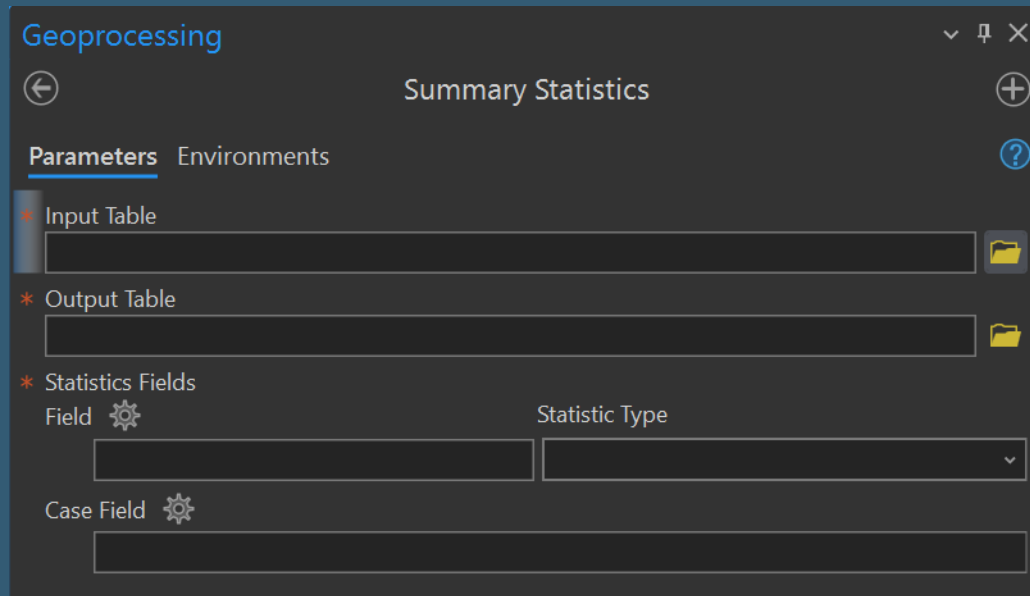 Geoprocessing
Summary Statistics
Parameters Environments
* Input Table
* Output Table
* Statistics Fields
Field Statistic Type
Case Field